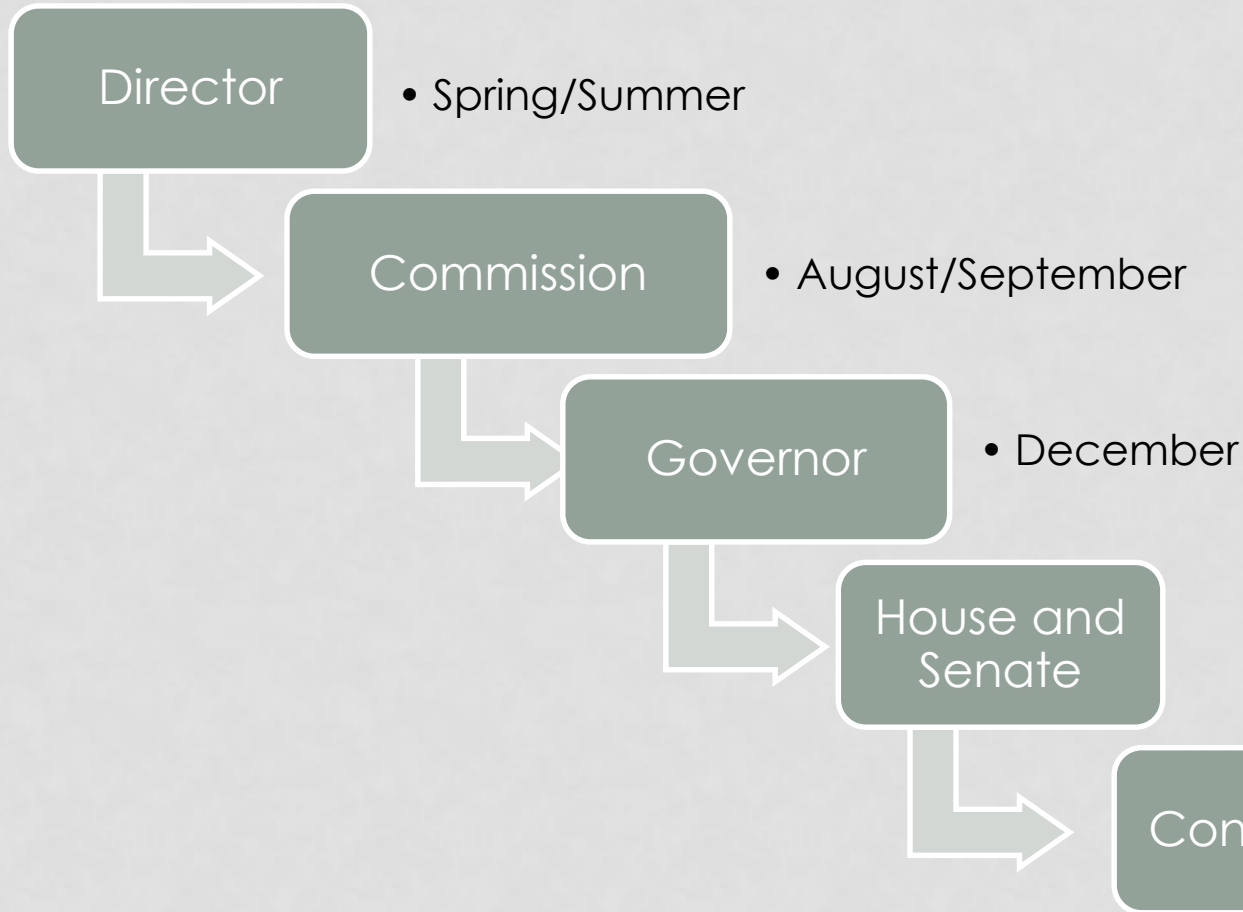 Director
• Spring/Summer
Commission
• August/September
Governor
• December
House and
Senate